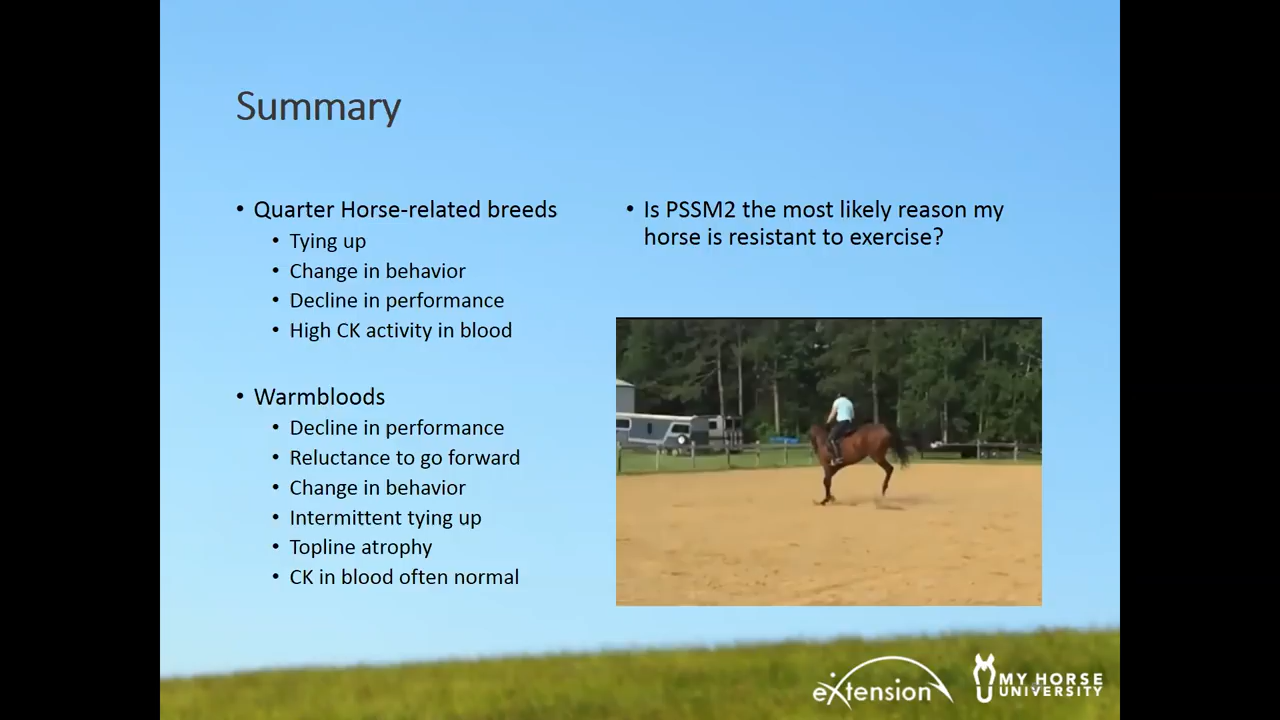 Summary
• Quarter Horse-related breeds
• Tying up
• Change in behavior
• Decline in performance
• High CK activity in blood
• Warmbloods
• Decline in performance
• Reluctance to go forward
• Change in behavior
• Intermittent tying up
• Topline atrophy
• CK in blood often normal
• Is PSSM2 the most likely reason my
horse is resistant to exercise?
eXtension
MY HORSE
UNIVERSITY